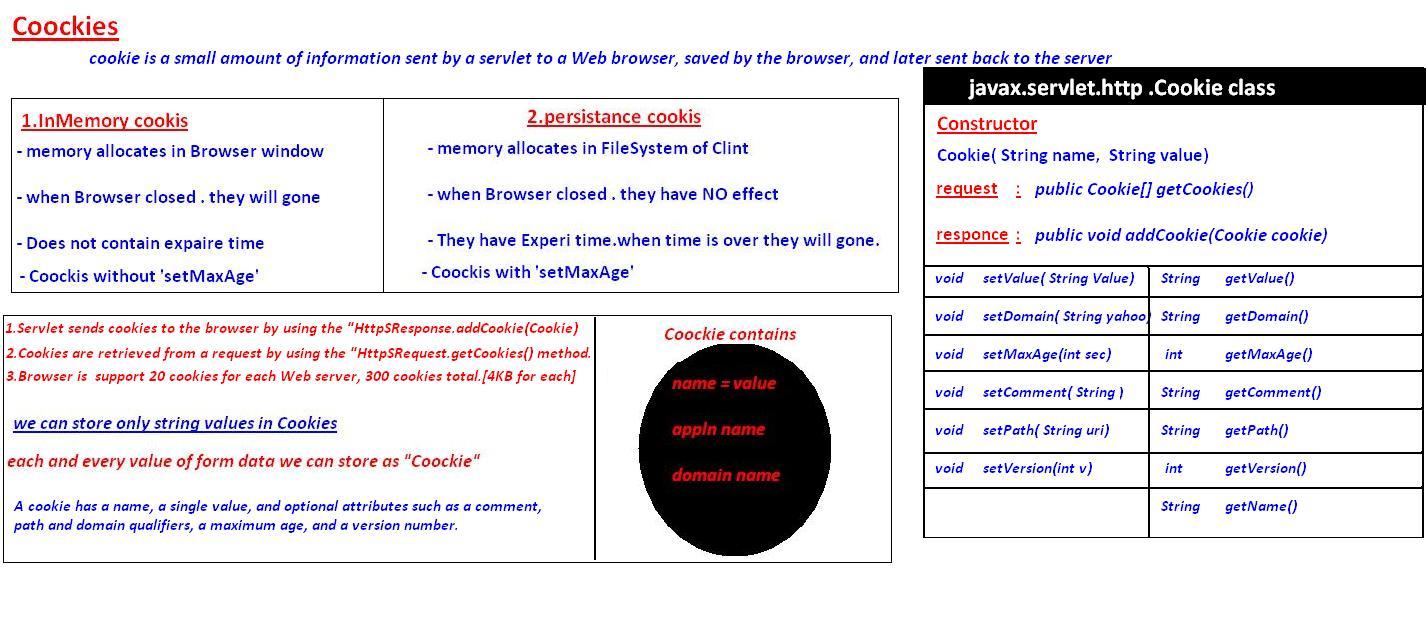 Coockies
cookie is a small amount of information sent by a servlet to a Web browser, saved by the browser, and later sent back to the server
1.InMemory cookis
- memory allocates in Browser window
- when Browser closed . they will gone
- Does not contain expaire time
- Coockis without 'setMaxAge'
2.persistance cookis
- memory allocates in FileSystem of Clint
- when Browser closed . they have NO effect
- They have Experi time.when time is over they will gone.
- Coockis with 'setMaxAge'
1.Servlet sends cookies to the browser by using the "HttpSResponse.addCookie(Cookie)
2.Cookies are retrieved from a request by using the "HttpSRequest.getCookies() method.
3.Browser is support 20 cookies for each Web server, 300 cookies total.[4KB for each]
we can store only string values in Cookies
each and every value of form data we can store as "Coockie"
A cookie has a name, a single value, and optional attributes such as a comment,
path and domain qualifiers, a maximum age, and a version number.
Coockie contains
name = value
appln name
domain name
javax.servlet.http .Cookie class
Constructor
Cookie( String name, String value)
request : public Cookie[] getCookies()
responce : public void addCookie(Cookie cookie)
void setValue( String Value) String getValue()
void setDomain( String yahoo) String getDomain()
void setMaxAge(int sec) int getMaxAge()
void setComment( String ) String getComment()
void setPath( String uri) String getPath()
void setVersion(int v) int getVersion()
String getName()